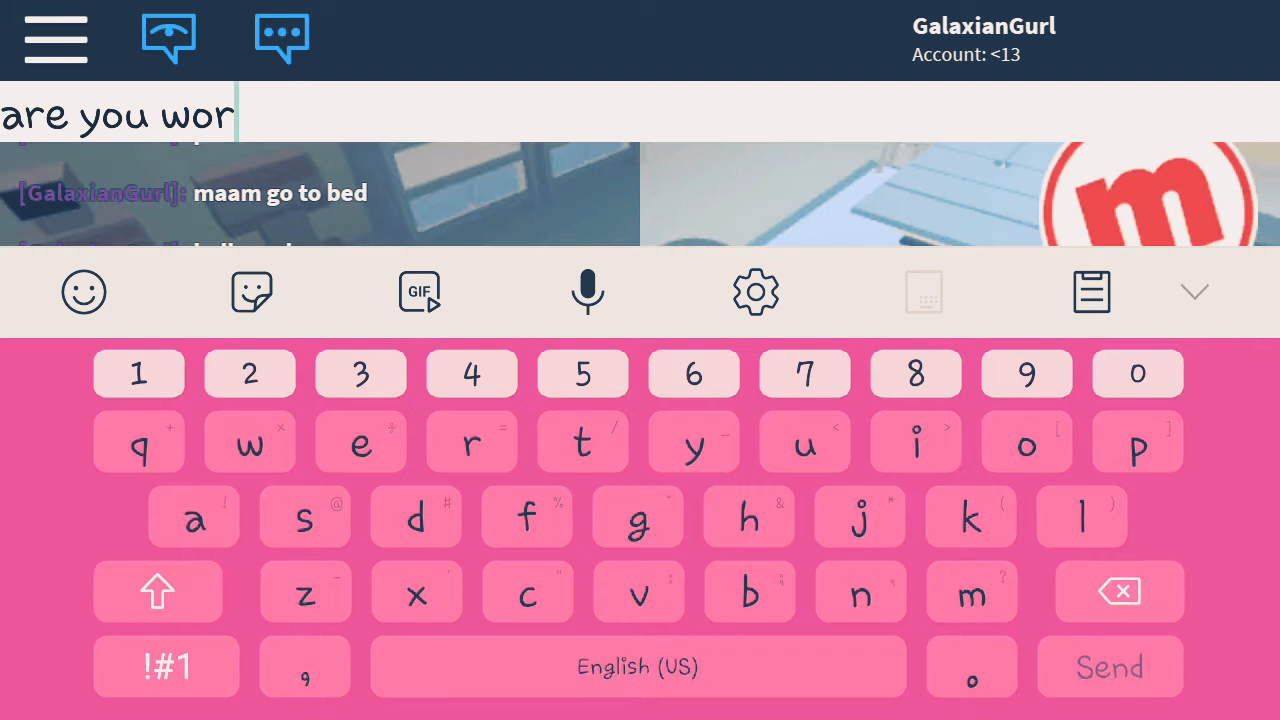 GalaxianGurl
Account: <13
are you wor
[GalaxianGurl]: maam go to bed
m
GIF
1 2 3 4 5 6 7 8 9 0
q + w × e ÷ r = t / y _ u < i > o [ p ]
a ! s @ d # f % g h & j * k ( l )
z - x ' c " v : b ; n , m ?
!#1 , English (US) . Send